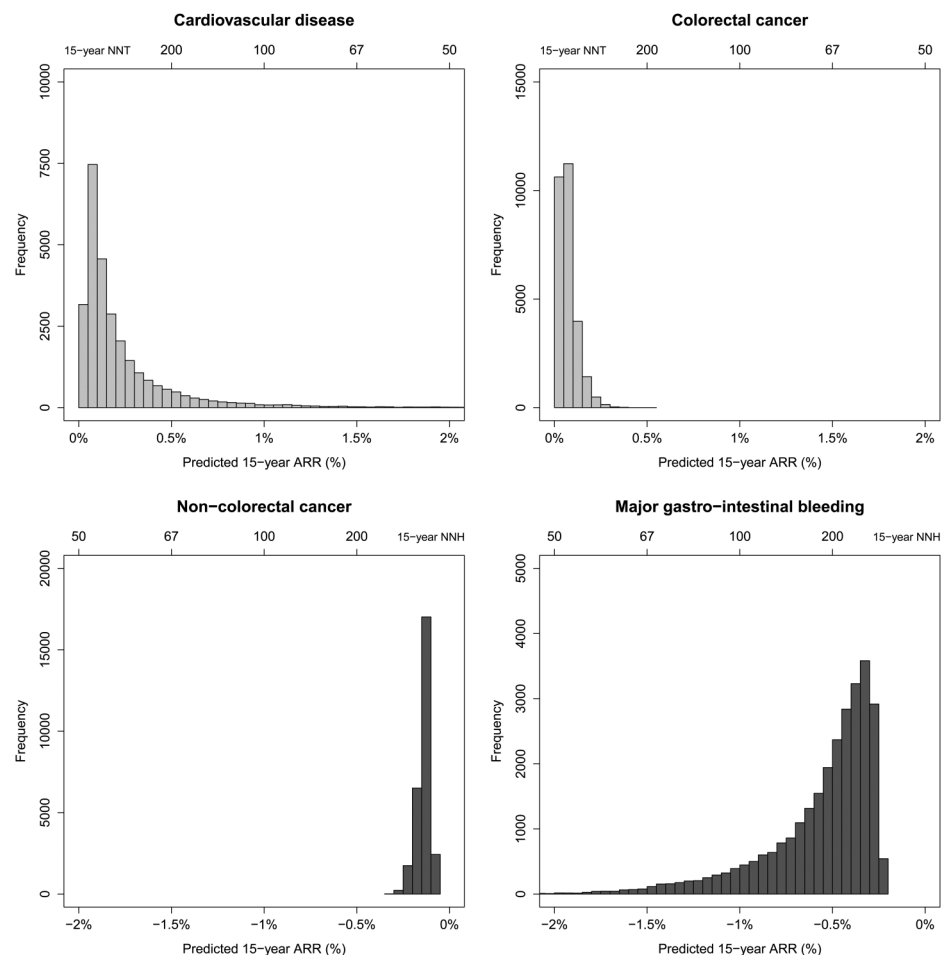 Cardiovascular disease
15−year NNT 200 100 67 50
10000
7500
5000
2500
0
Frequency
0% 0.5% 1% 1.5% 2%
Predicted 15−year ARR (%)
Colorectal cancer
15−year NNT 200 100 67 50
15000
10000
5000
0
Frequency
0% 0.5% 1% 1.5% 2%
Predicted 15−year ARR (%)
Non−colorectal cancer
50 67 100 200 15−year NNH
20000
15000
10000
5000
0
Frequency
−2% −1.5% −1% −0.5% 0%
Predicted 15−year ARR (%)
Major gastro−intestinal bleeding
50 67 100 200 15−year NNH
5000
4000
3000
2000
1000
0
Frequency
−2% −1.5% −1% −0.5% 0%
Predicted 15−year ARR (%)